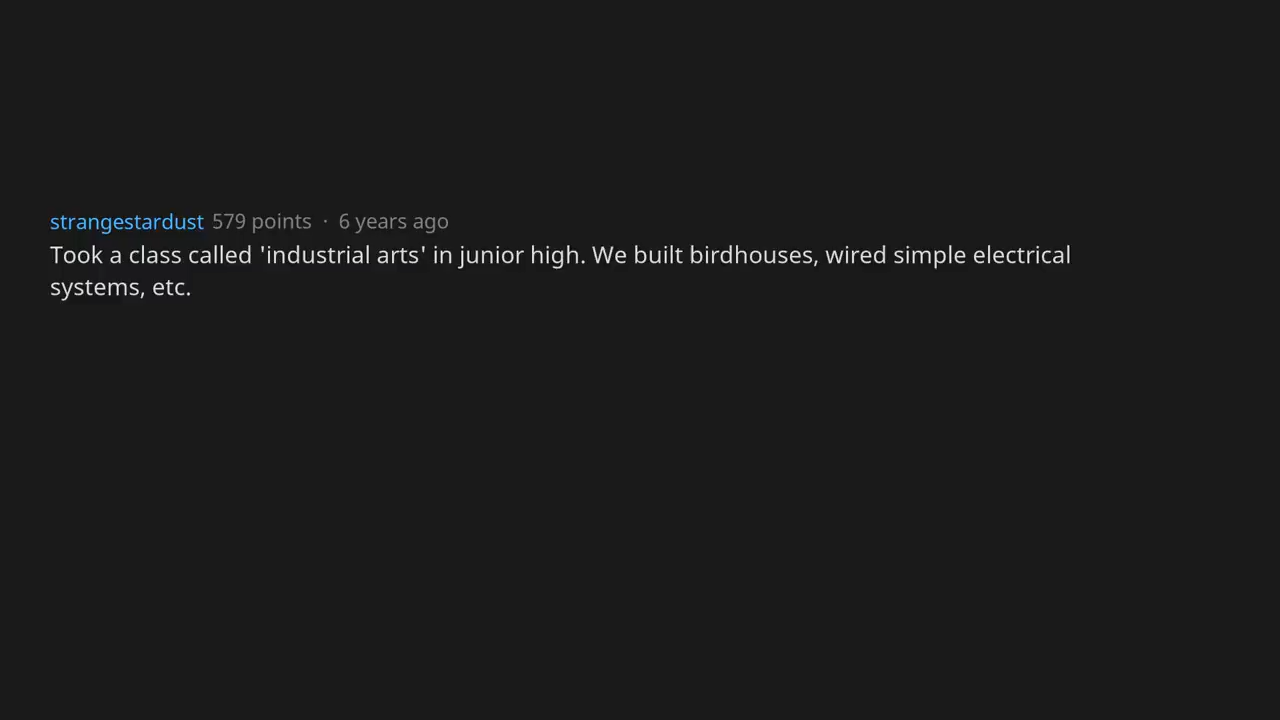 strangestardust 579 points · 6 years ago
Took a class called 'industrial arts' in junior high. We built birdhouses, wired simple electrical
systems, etc.